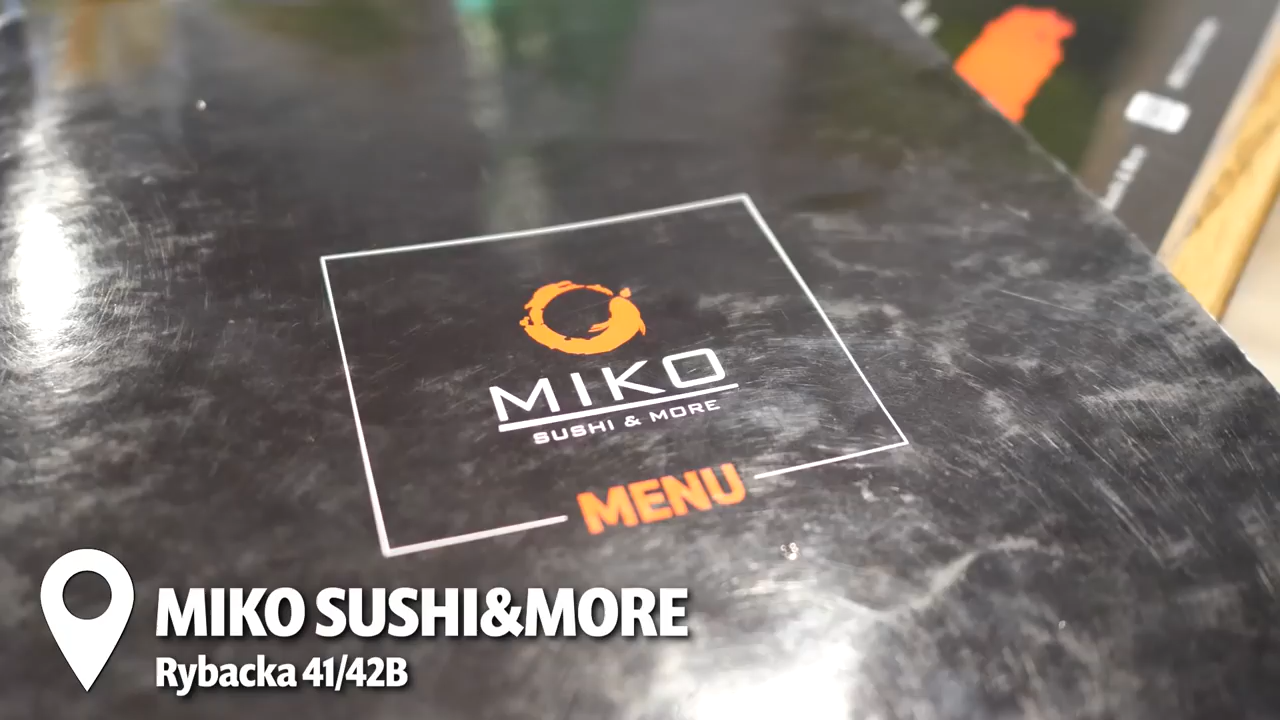 MIKO
SUSHI & MORE
MENU
MIKO SUSHI&MORE
Rybacka 41/42B